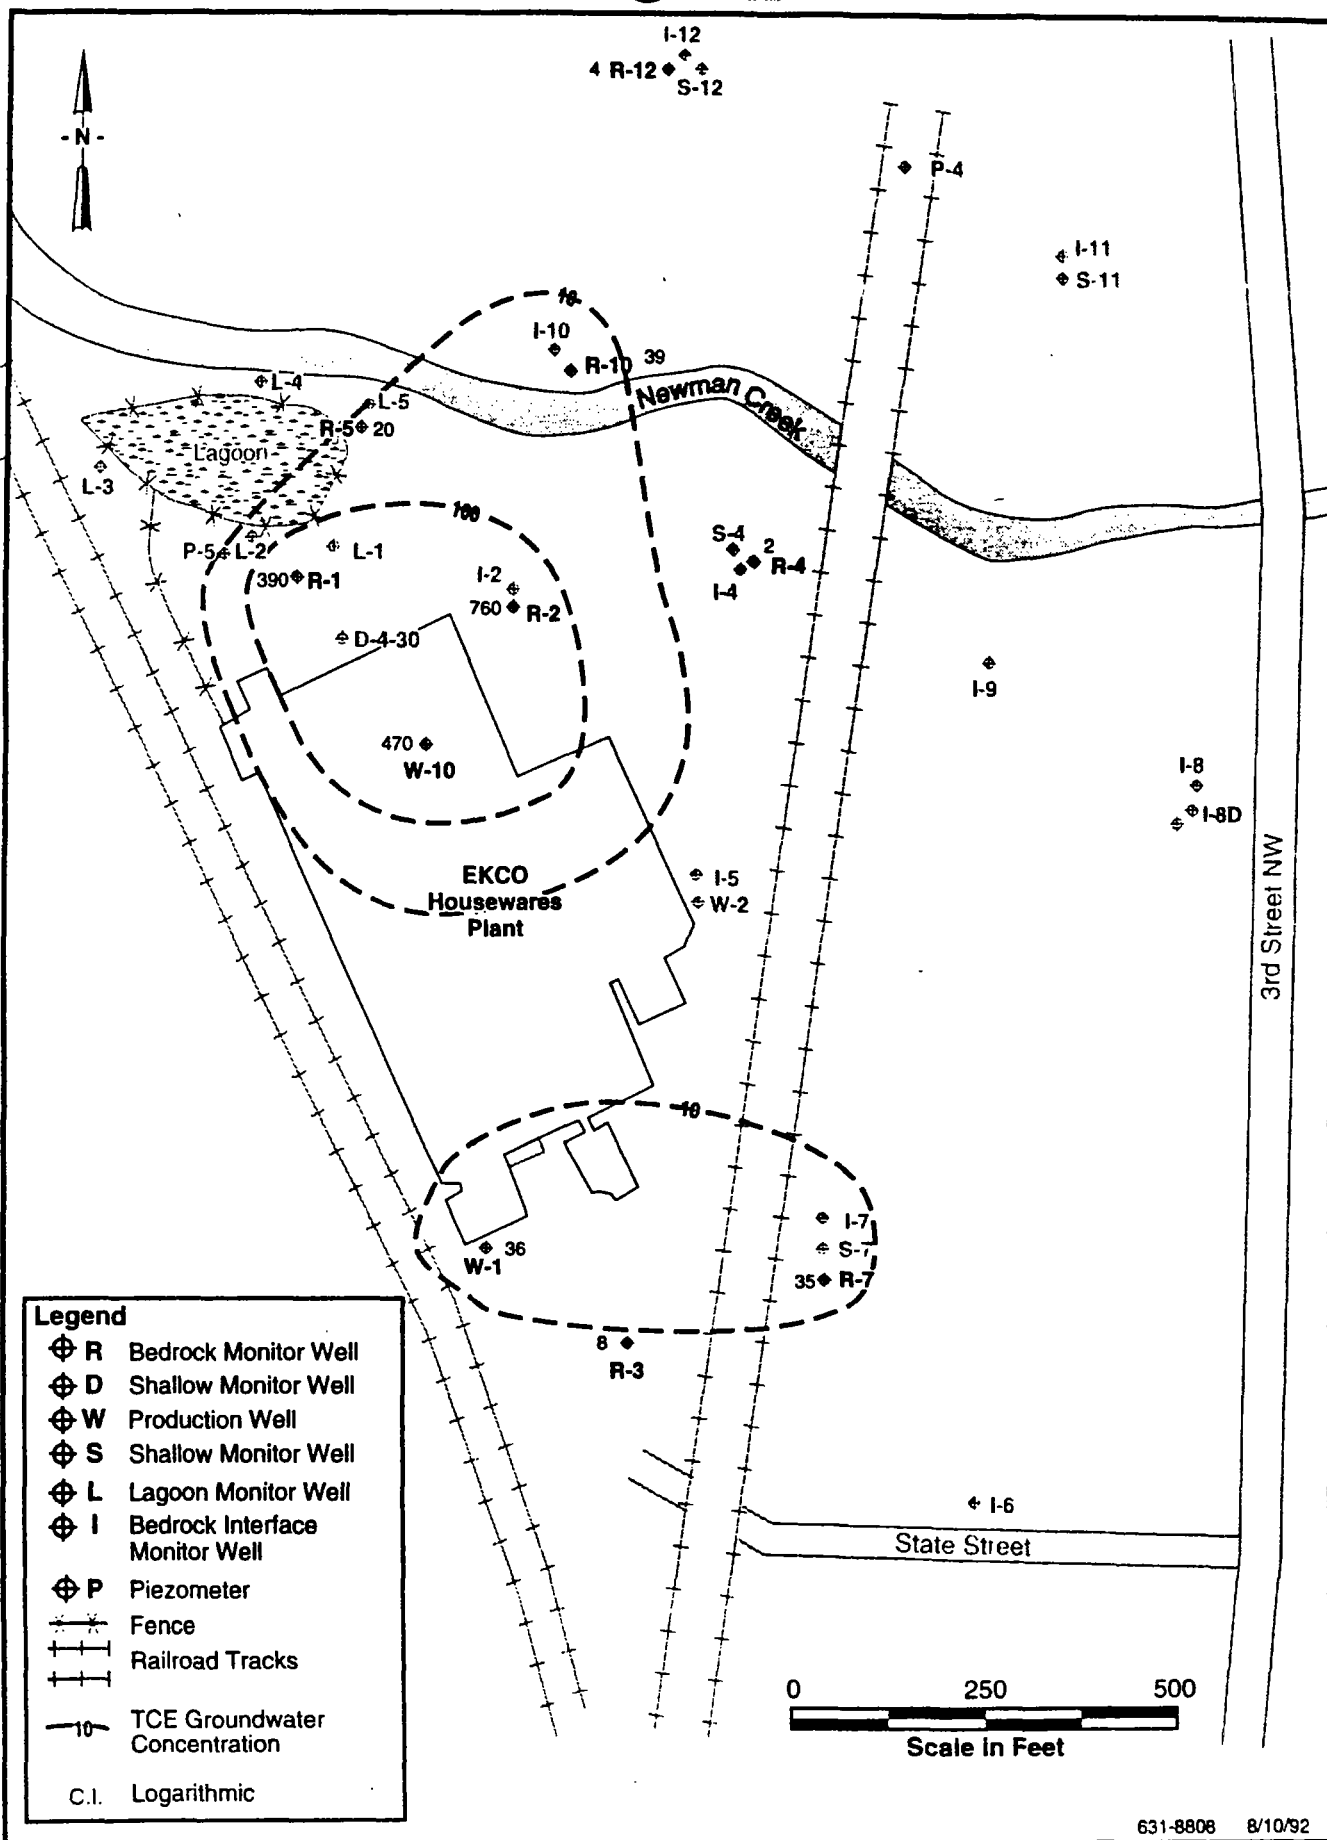 I-12
4 R-12
S-12
- N -
P-4
I-11
S-11
10
I-10
R-10 39
Newman Creek
L-4
L-5
R-5 20
Lagoon
L-3
100
S-4
2
R-4
I-4
P-5 L-2
L-1
390 R-1
I-2
760 R-2
D-4-30
I-9
470
W-10
I-8
I-8D
3rd Street NW
EKCO
Housewares
Plant
I-5
W-2
10
I-7
S-7
35 R-7
36
W-1
8
R-3
Legend
R Bedrock Monitor Well
D Shallow Monitor Well
W Production Well
S Shallow Monitor Well
L Lagoon Monitor Well
I Bedrock Interface
Monitor Well
P Piezometer
Fence
Railroad Tracks
10 TCE Groundwater
Concentration
C.I. Logarithmic
I-6
State Street
0 250 500
Scale in Feet
631-8808 8/10/92